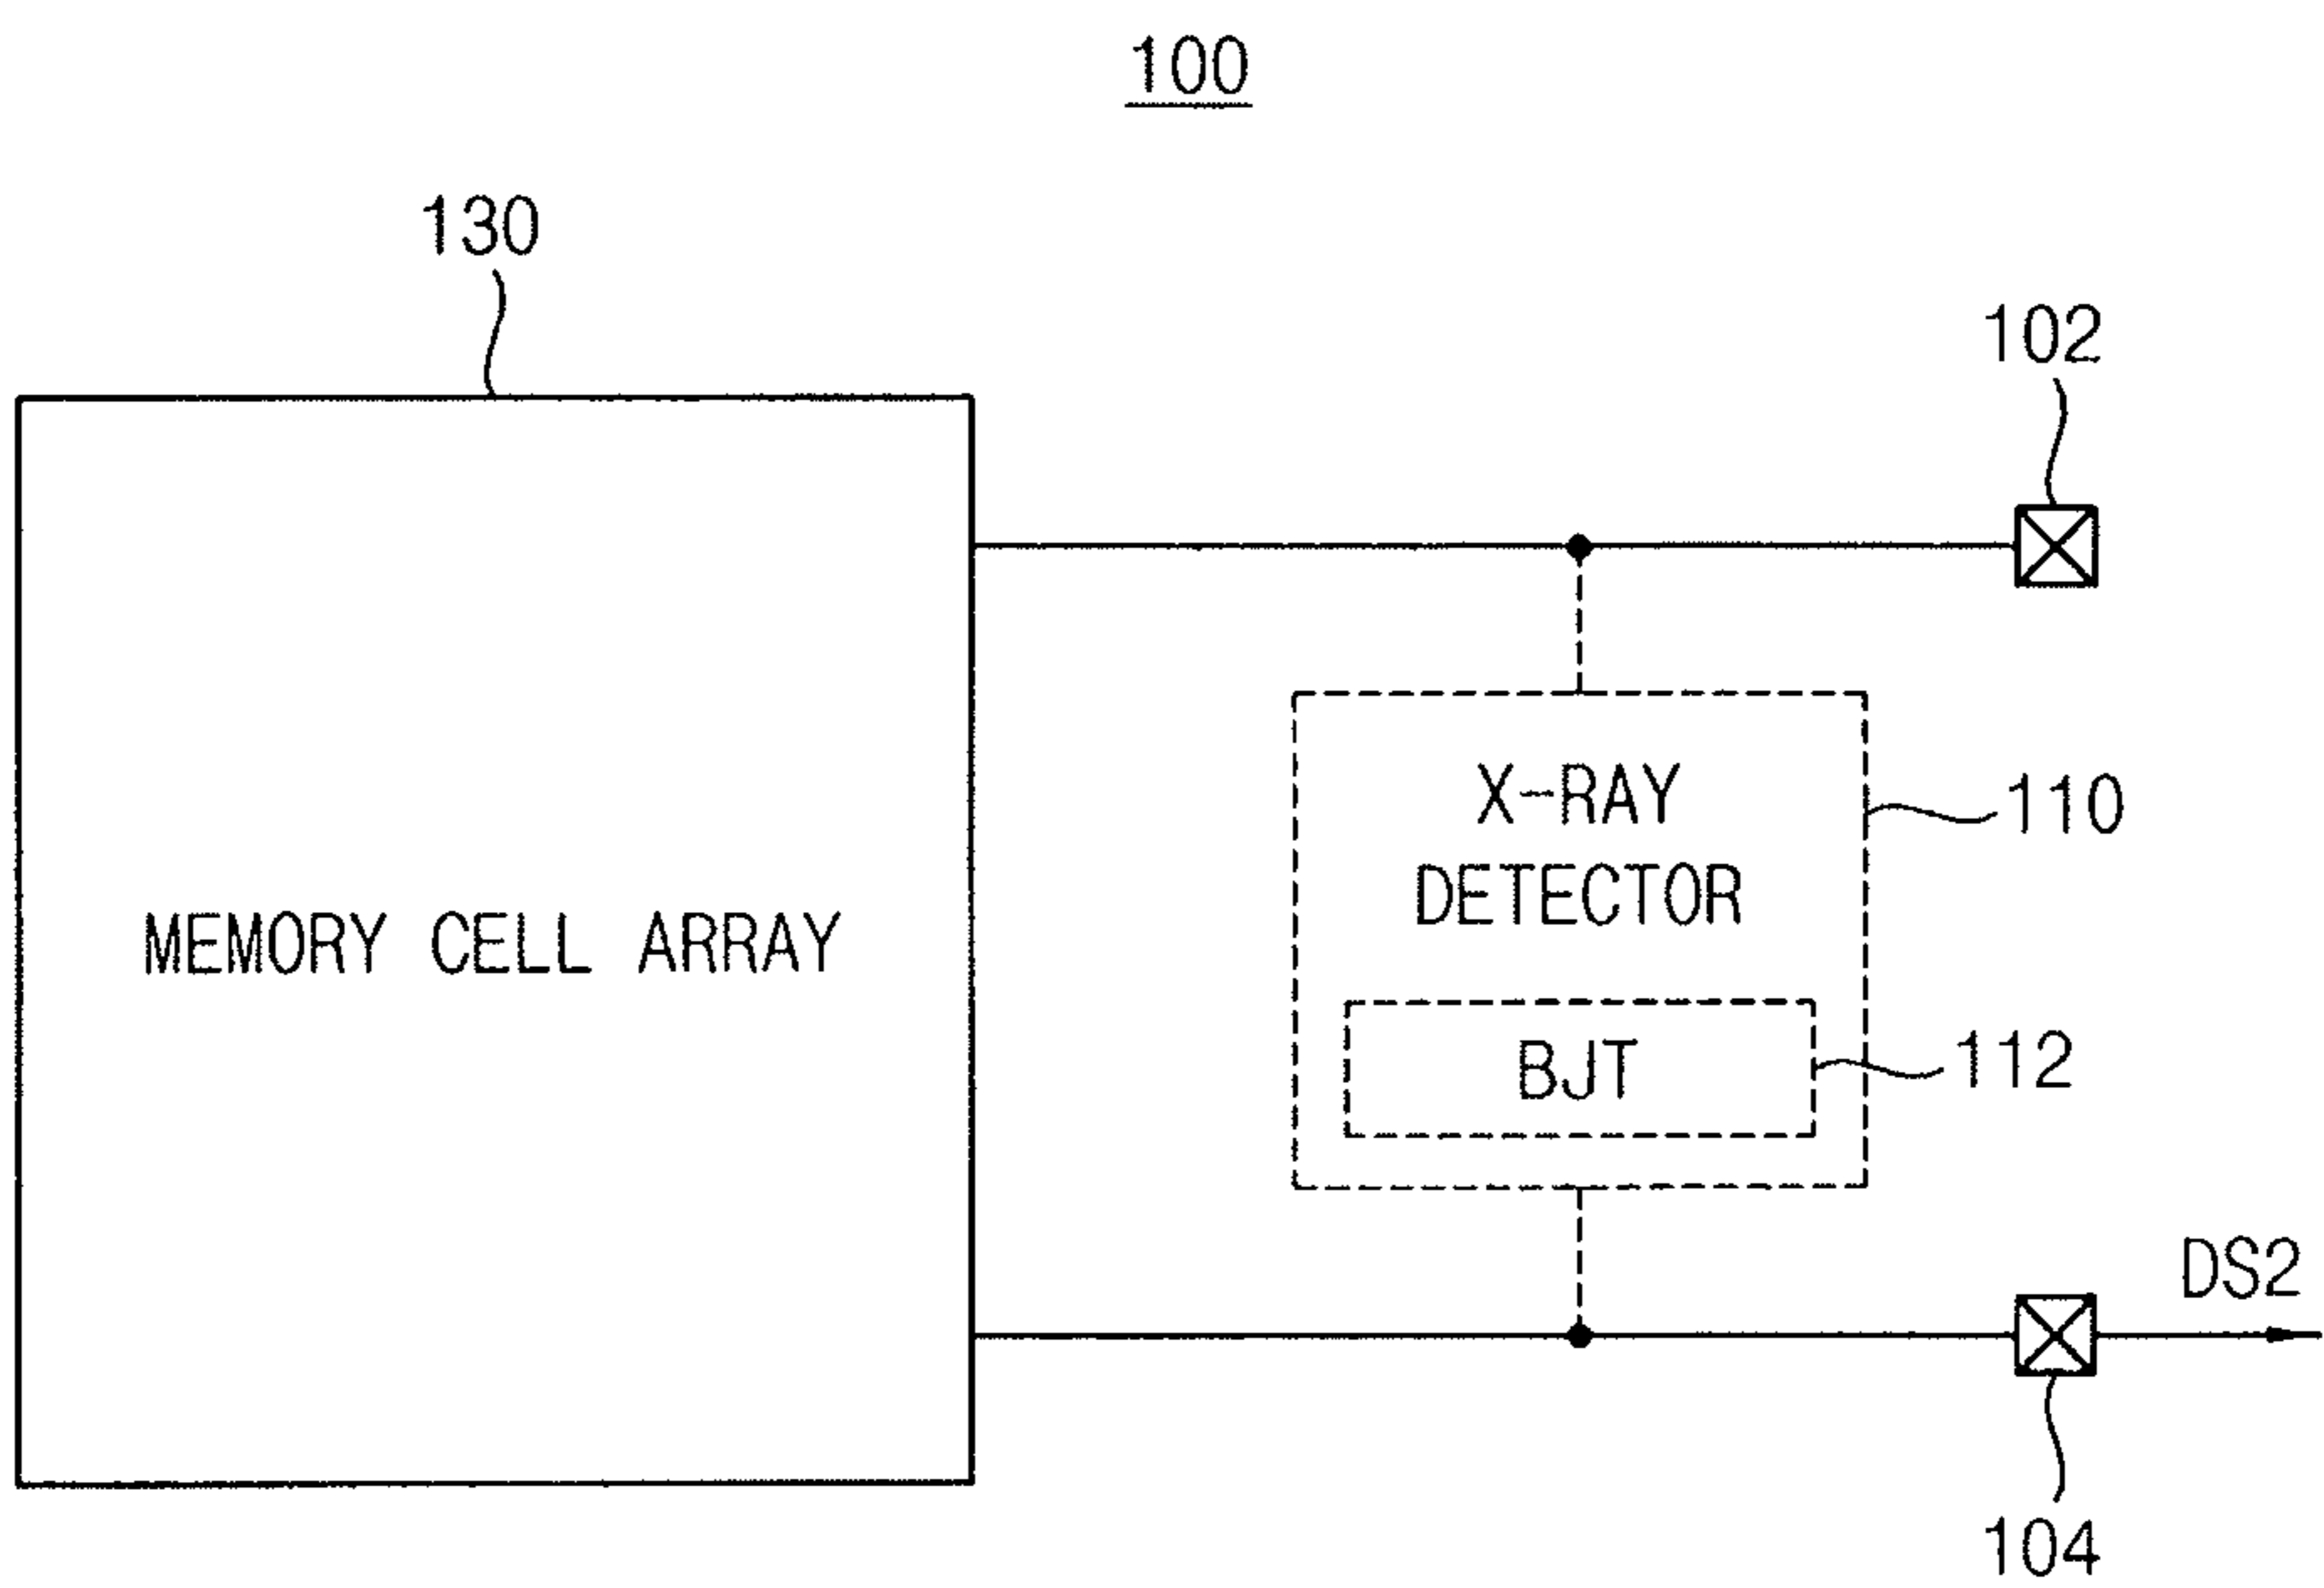 100
130
102
X-RAY
DETECTOR
110
MEMORY CELL ARRAY
BJT
112
DS2
104